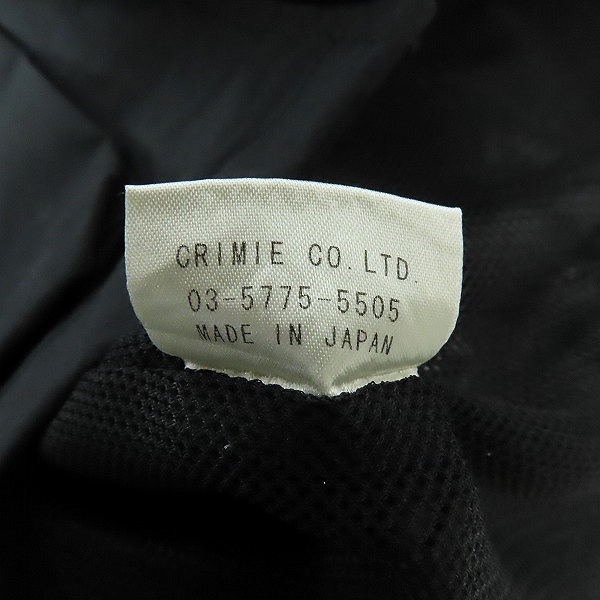 CRIMIE CO.LTD.
03-5775-5505
MADE IN JAPAN